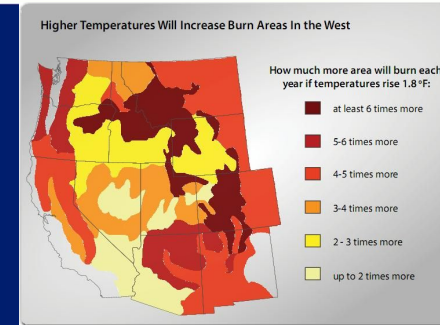 Higher Temperatures Will Increase Burn Areas In the West
How much more area will burn each
year if temperatures rise 1.8 °F:
at least 6 times more
5-6 times more
4-5 times more
3-4 times more
2 - 3 times more
up to 2 times more